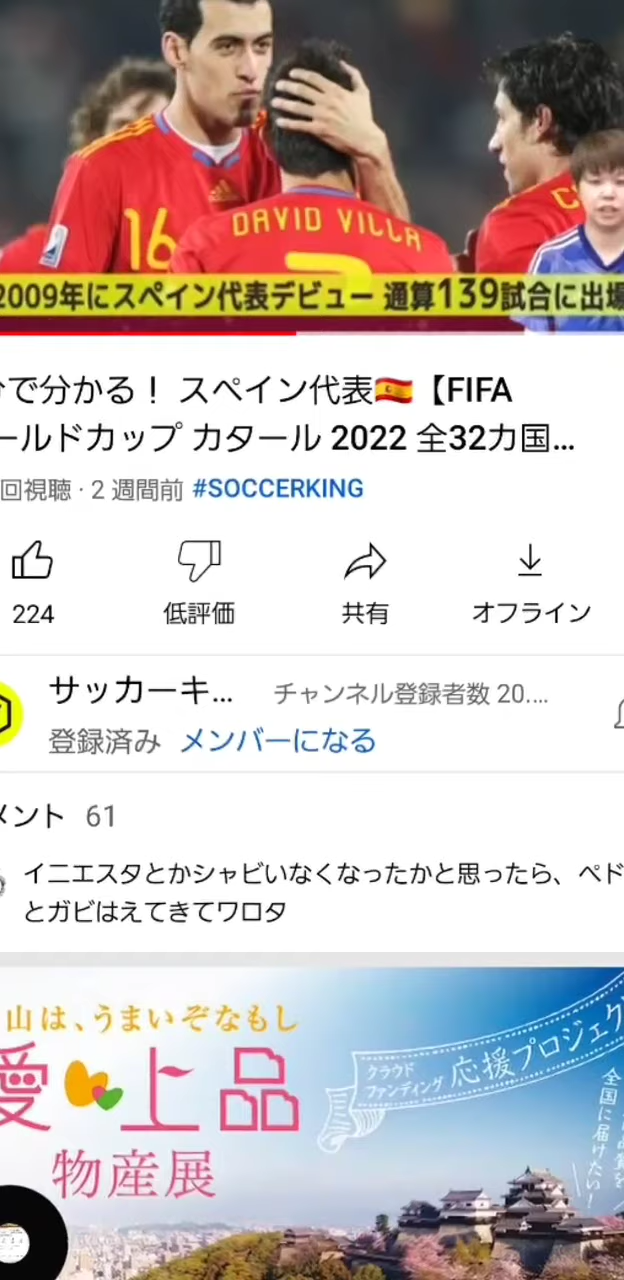 16
DAVID VILLA
2009年にスペイン代表デビュー 通算139試合に出場
で分かる！ スペイン代表🇪🇸【FIFA
ールドカップ カタール 2022 全32カ国...
回視聴・2 週間前 #SOCCERKING
224
低評価
共有
オフライン
サッカーキ...
チャンネル登録者数 20....
登録済み
メンバーになる
メント 61
イニエスタとかシャビいなくなったかと思ったら、ペド
とガビはえてきてワロタ
山は、うまいぞなもし
愛 上品
物産展
クラウド
ファンディング
応援プロジェク
全国に届けたい！